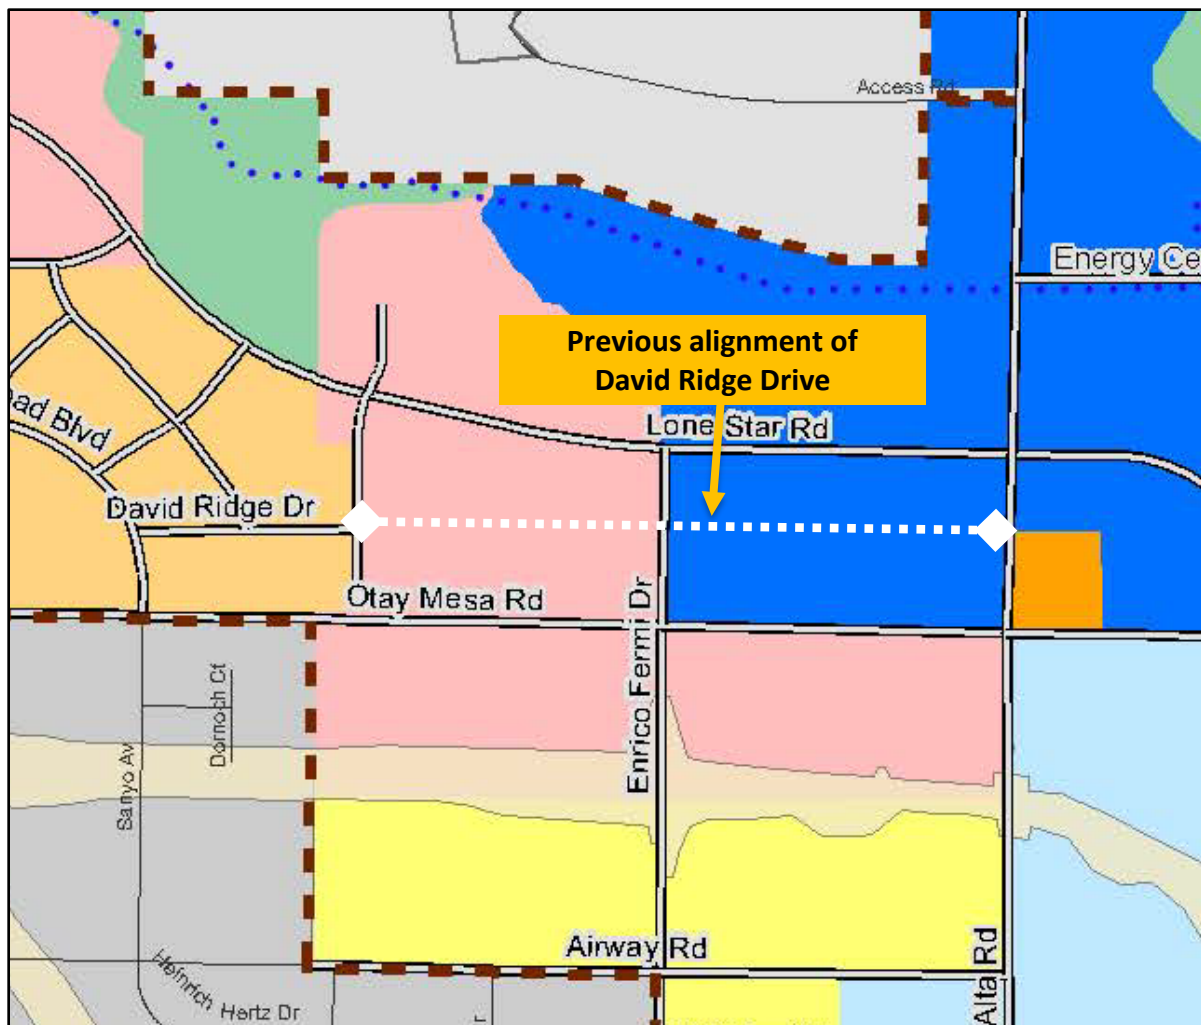 Access Rd
Energy Ce
Previous alignment of
David Ridge Drive
Lone Star Rd
ad Blvd
David Ridge Dr
Otay Mesa Rd
Enrico Fermi Dr
Dornoch Ct
Sanyo Av
Airway Rd
Alta Rd
Heinrich Hertz Dr
r